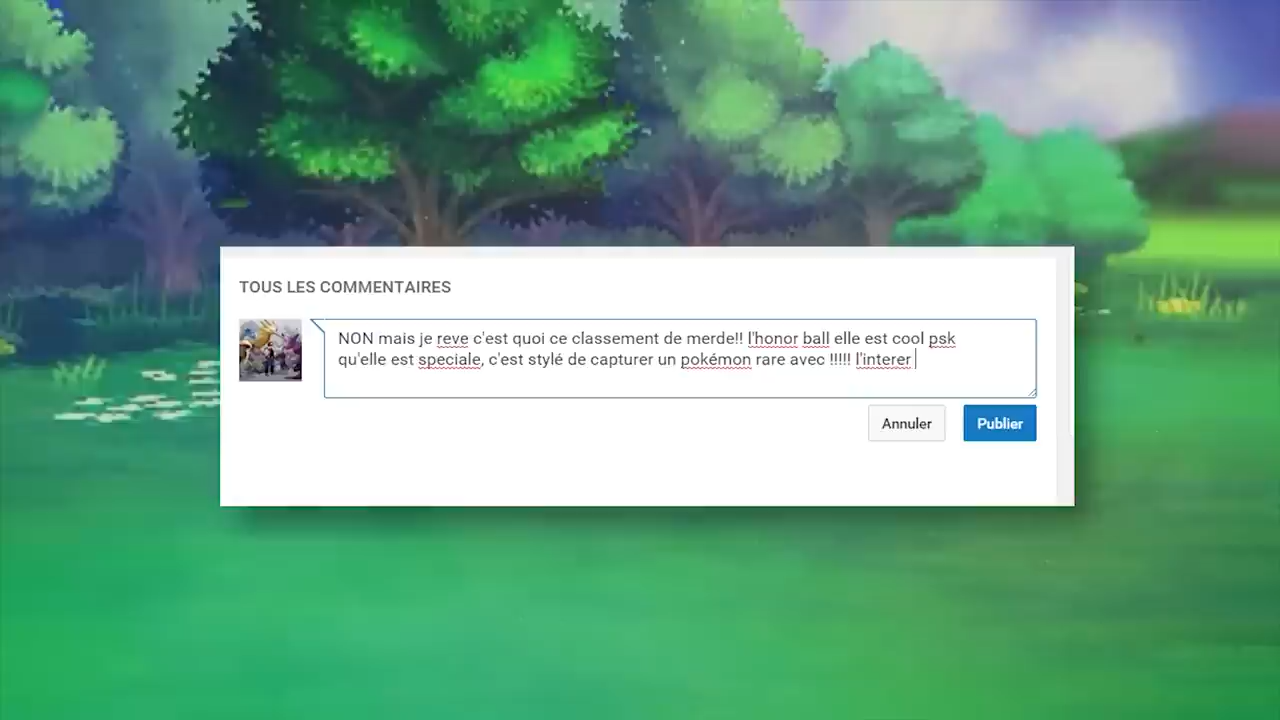 TOUS LES COMMENTAIRES
NON mais je reve c'est quoi ce classement de merde!! l'honor ball elle est cool psk
qu'elle est speciale, c'est stylé de capturer un pokémon rare avec !!!!! l'interer
Annuler
Publier